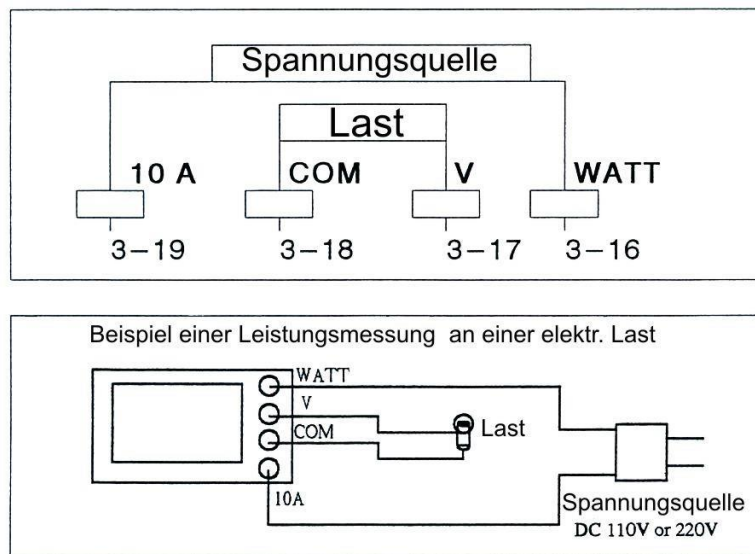 Spannungsquelle
Last
10 A COM V WATT
3-19 3-18 3-17 3-16
Beispiel einer Leistungsmessung an einer elektr. Last
WATT
V
COM
Last
10A
Spannungsquelle
DC 110V or 220V